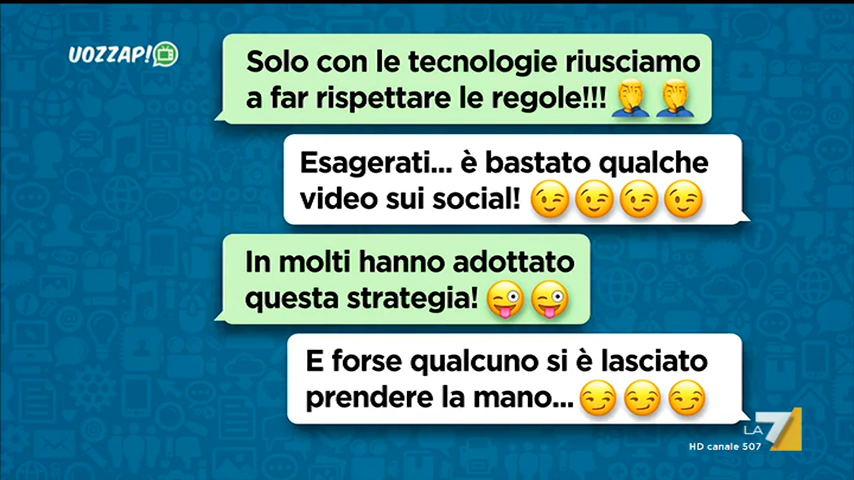 UOZZAP!
Solo con le tecnologie riusciamo
a far rispettare le regole!!! 🤦‍♂️🤦‍♂️
Esagerati... è bastato qualche
video sui social! 😉😉😉😉
In molti hanno adottato
questa strategia! 😜😜
E forse qualcuno si è lasciato
prendere la mano... 😏😏😏
LA7
HD canale 507